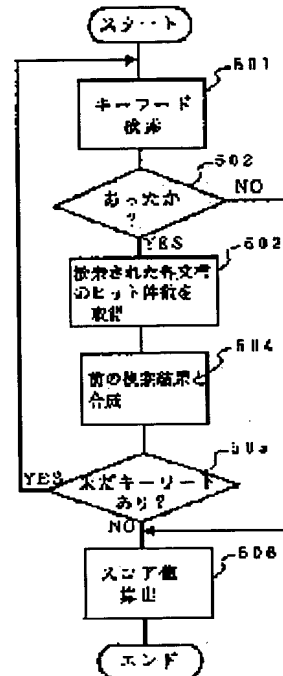 スタート
501
キーワード
検索
502
あったか
?
NO
YES
検索された各文書
のヒット件数を
取得
504
前の検索結果と
合成
YES
まだキーワード
あり?
NO
506
スコア値
算出
エンド